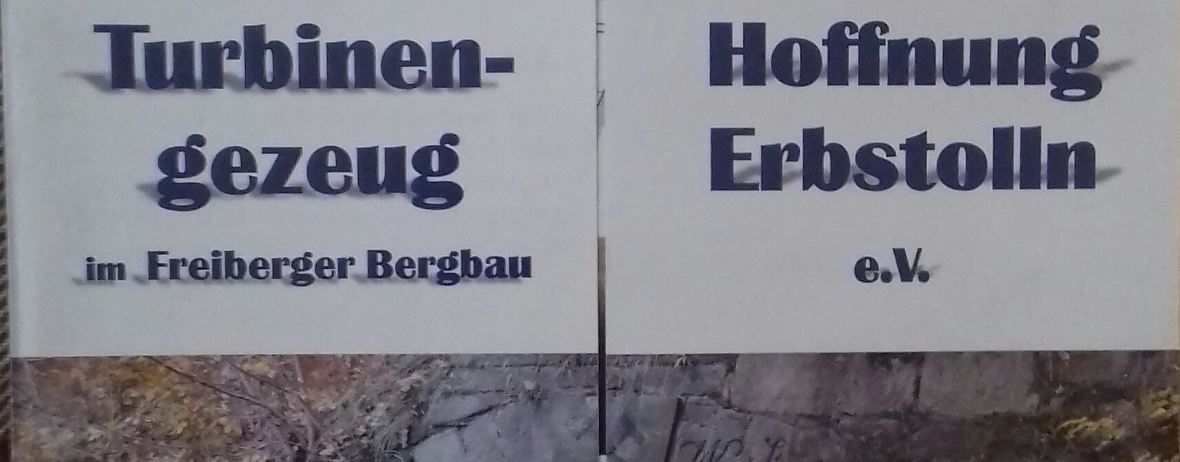 Turbinen-
gezeug
im Freiberger Bergbau
Hoffnung
Erbstolln
e.V.